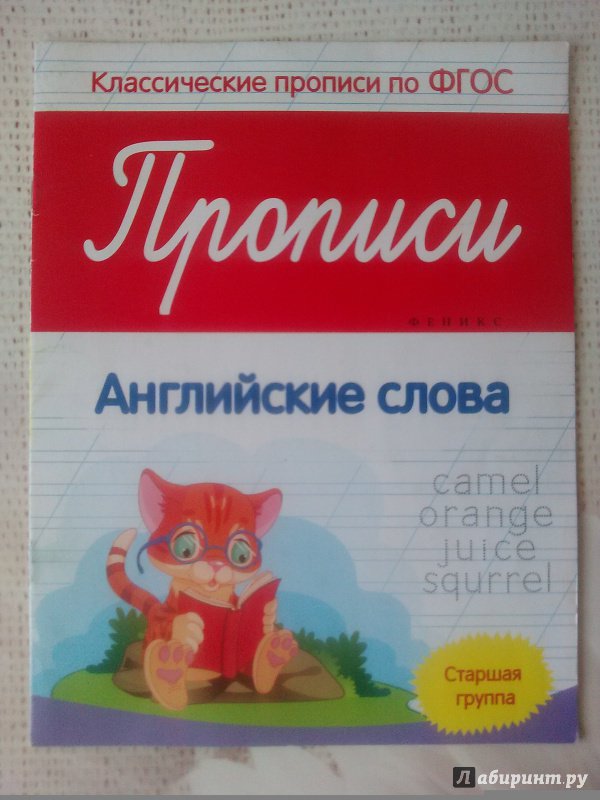 Классические прописи по ФГОС
Прописи
ФЕНИКС
Английские слова
camel
orange
juice
squrrel
Старшая
группа
Лабиринт.ру